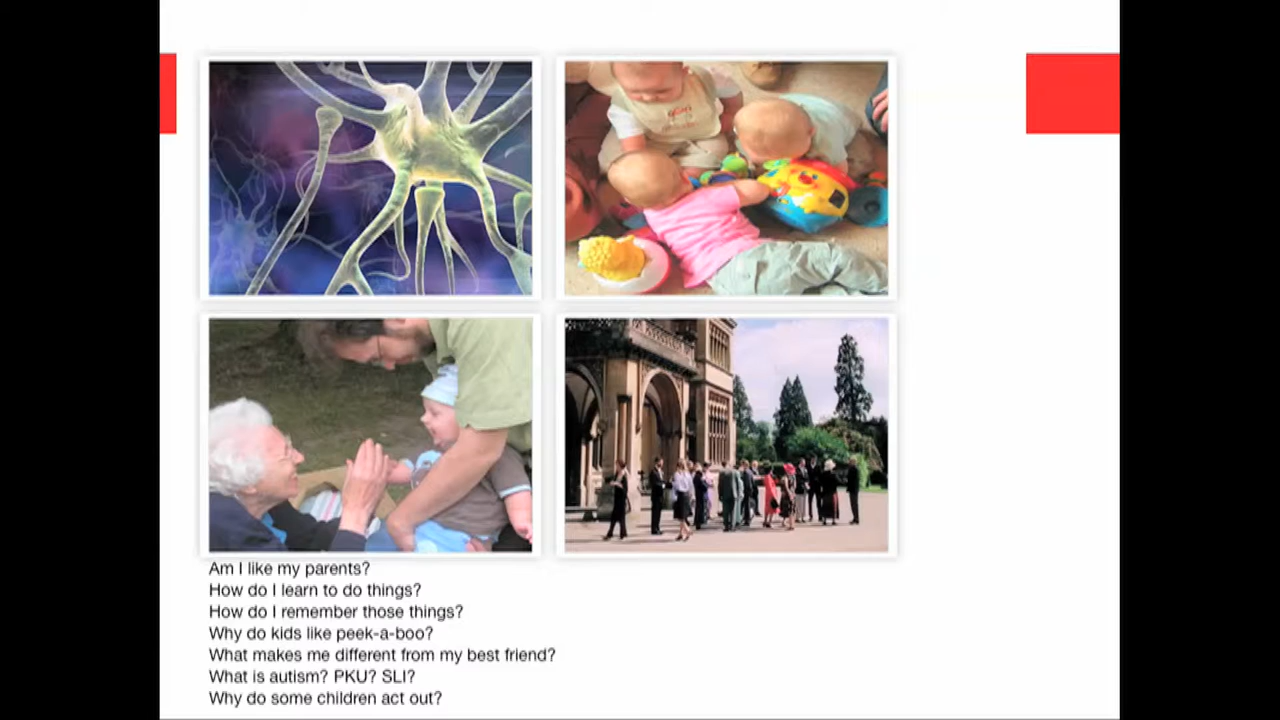 Am I like my parents?
How do I learn to do things?
How do I remember those things?
Why do kids like peek-a-boo?
What makes me different from my best friend?
What is autism? PKU? SLI?
Why do some children act out?